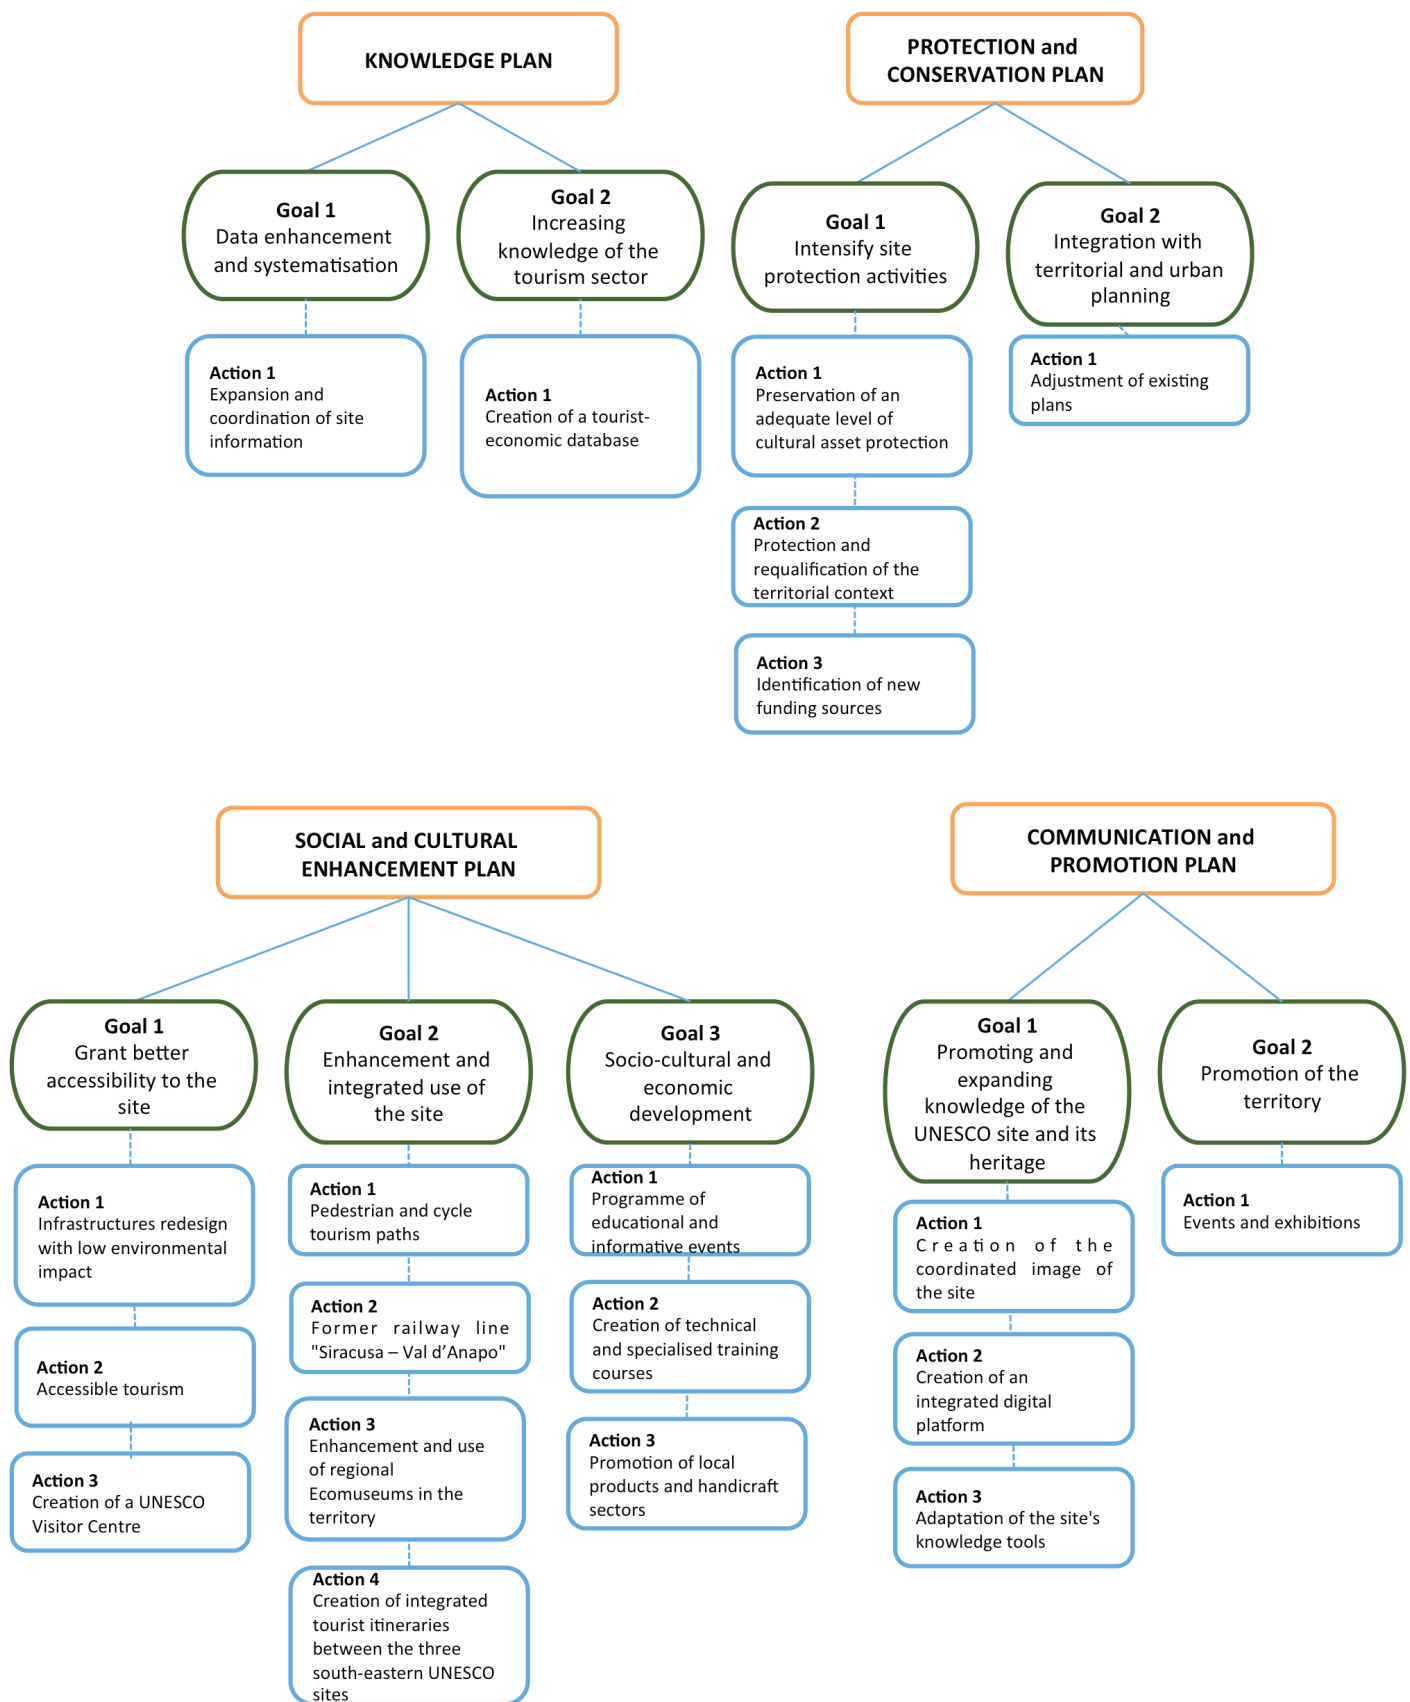 KNOWLEDGE PLAN
Goal 1
Data enhancement
and systematisation
Action 1
Expansion and
coordination of site
information
Goal 2
Increasing
knowledge of the
tourism sector
Action 1
Creation of a tourist-
economic database
PROTECTION and
CONSERVATION PLAN
Goal 1
Intensify site
protection activities
Action 1
Preservation of an
adequate level of
cultural asset protection
Action 2
Protection and
requalification of the
territorial context
Action 3
Identification of new
funding sources
Goal 2
Integration with
territorial and urban
planning
Action 1
Adjustment of existing
plans
SOCIAL and CULTURAL
ENHANCEMENT PLAN
Goal 1
Grant better
accessibility to the
site
Action 1
Infrastructures redesign
with low environmental
impact
Action 2
Accessible tourism
Action 3
Creation of a UNESCO
Visitor Centre
Goal 2
Enhancement and
integrated use of
the site
Action 1
Pedestrian and cycle
tourism paths
Action 2
Former railway line
"Siracusa – Val d’Anapo"
Action 3
Enhancement and use
of regional
Ecomuseums in the
territory
Action 4
Creation of integrated
tourist itineraries
between the three
south-eastern UNESCO
sites
Goal 3
Socio-cultural and
economic
development
Action 1
Programme of
educational and
informative events
Action 2
Creation of technical
and specialised training
courses
Action 3
Promotion of local
products and handicraft
sectors
COMMUNICATION and
PROMOTION PLAN
Goal 1
Promoting and
expanding
knowledge of the
UNESCO site and its
heritage
Action 1
Creation of the
coordinated image of
the site
Action 2
Creation of an
integrated digital
platform
Action 3
Adaptation of the site's
knowledge tools
Goal 2
Promotion of the
territory
Action 1
Events and exhibitions